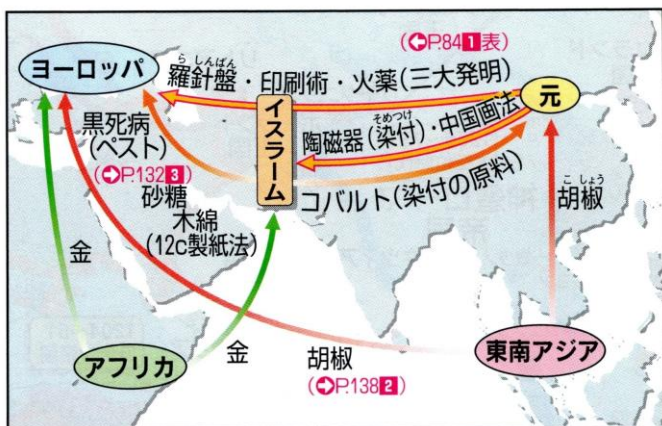 (←P.84 1 表)
ヨーロッパ
らしんばん
羅針盤・印刷術・火薬(三大発明)
元
イスラーム
そめつけ
陶磁器(染付)・中国画法
黒死病
(ペスト)
(→P.132 3)
コバルト(染付の原料)
こしょう
胡椒
砂糖
木綿
(12c製紙法)
金
アフリカ
金
胡椒
(→P.138 2)
東南アジア